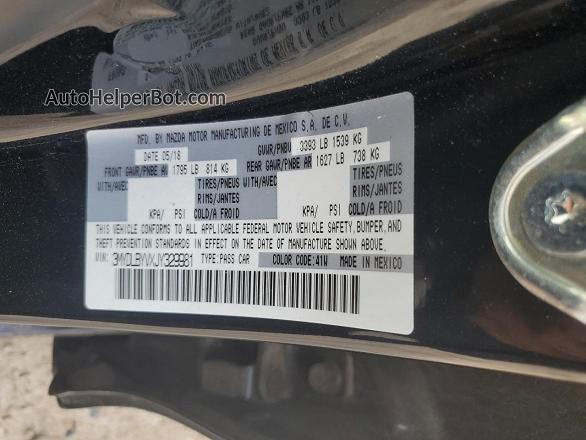 AutoHelperBot.com
MFD. BY MAZDA MOTOR MANUFACTURING DE MEXICO S.A. DE C.V.
DATE 05/18 GVWR/PNBV 3393 LB 1539 KG
FRONT GAWR/PNBE AV 1795 LB 814 KG REAR GAWR/PNBE AR 1627 LB 738 KG
WITH/AVEC TIRES/PNEUS WITH/AVEC TIRES/PNEUS
RIMS/JANTES RIMS/JANTES
KPA/ PSI COLD/A FROID KPA/ PSI COLD/A FROID
THIS VEHICLE CONFORMS TO ALL APPLICABLE FEDERAL MOTOR VEHICLE SAFETY, BUMPER, AND
THEFT PREVENTION STANDARDS IN EFFECT ON THE DATE OF MANUFACTURE SHOWN ABOVE.
VIN: 3MYDLBYVXJY329981 TYPE: PASS CAR COLOR CODE: 41W MADE IN MEXICO